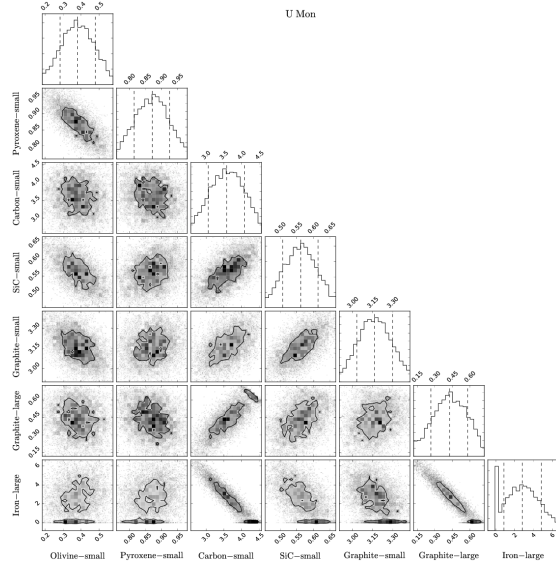 U Mon
0.2 0.3 0.4 0.5
0.80 0.85 0.90 0.95
Pyroxene−small
0.95
0.90
0.85
0.80
3.0 3.5 4.0 4.5
Carbon−small
4.5
4.0
3.5
3.0
0.50 0.55 0.60 0.65
SiC−small
0.65
0.60
0.55
0.50
3.00 3.15 3.30
Graphite−small
3.30
3.15
3.00
0.15 0.30 0.45 0.60
Graphite−large
0.60
0.45
0.30
0.15
Iron−large
6
4
2
0
0.2 0.3 0.4 0.5 0.80 0.85 0.90 0.95 3.0 3.5 4.0 4.5 0.50 0.55 0.60 0.65 3.00 3.15 3.30 0.15 0.30 0.45 0.60 0 2 4 6
Olivine−small Pyroxene−small Carbon−small SiC−small Graphite−small Graphite−large Iron−large